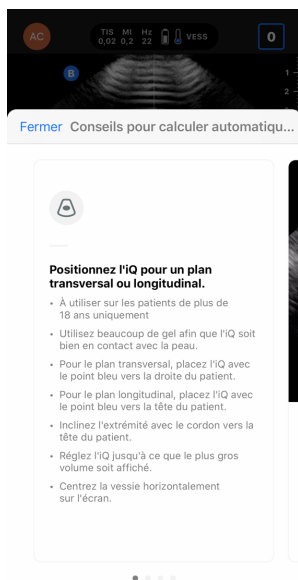 AC
TIS MI Hz
0,02 0,2 22
VESS
0
B
1
2
Fermer Conseils pour calculer automatiqu...
Positionnez l'iQ pour un plan
transversal ou longitudinal.
• À utiliser sur les patients de plus de
18 ans uniquement
• Utilisez beaucoup de gel afin que l'iQ soit
bien en contact avec la peau.
• Pour le plan transversal, placez l'iQ avec
le point bleu vers la droite du patient.
• Pour le plan longitudinal, placez l'iQ avec
le point bleu vers la tête du patient.
• Inclinez l'extrémité avec le cordon vers la
tête du patient.
• Réglez l'iQ jusqu'à ce que le plus gros
volume soit affiché.
• Centrez la vessie horizontalement
sur l'écran.